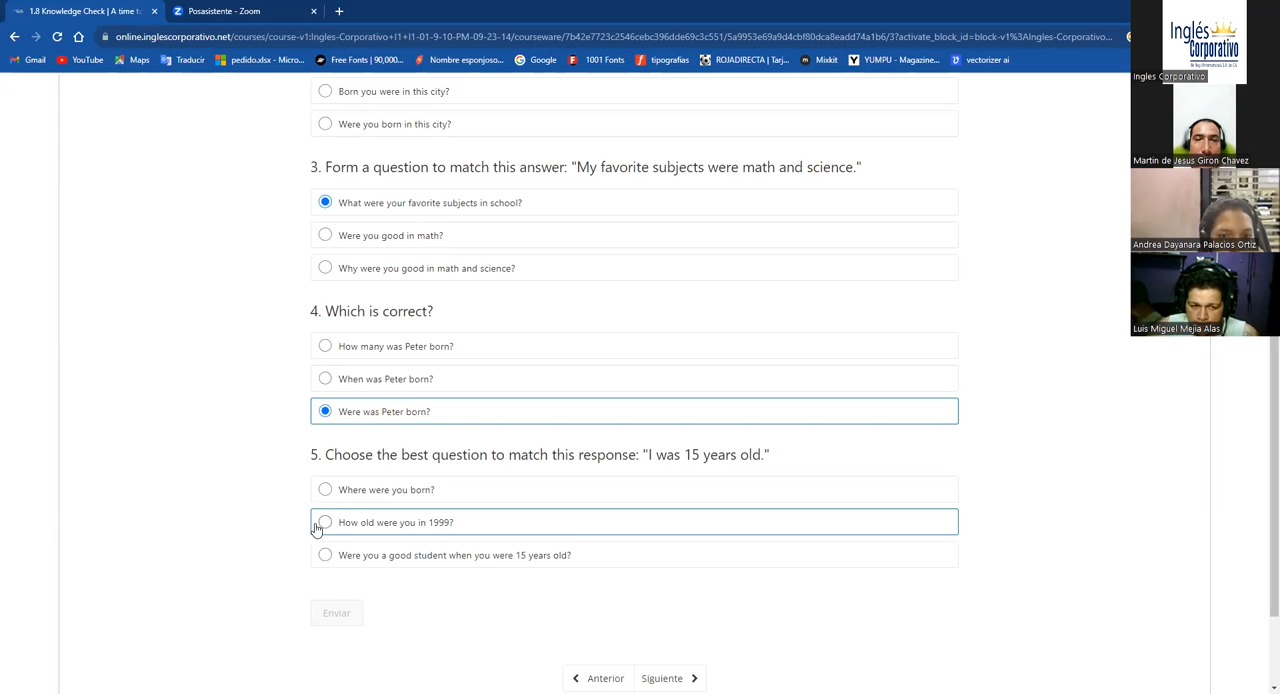 1.8 Knowledge Check | A time t
Posasistente - Zoom
online.inglescorporativo.net/courses/course-v1:Ingles-Corporativo+I1+I1-01-9-10-PM-09-23-14/courseware/7b42e7723c2546cebc396dde69c3c551/5a9953e69a9d4cbf80dca8eadd74a1b6/3?activate_block_id=block-v1%3AIngles-Corporativo...
Gmail
YouTube
Maps
Traducir
pedido.xlsx - Micro...
Free Fonts | 90,000...
Nombre esponjoso...
Google
1001 Fonts
tipografias
ROJADIRECTA | Tarj...
Mixkit
YUMPU - Magazine...
vectorizer ai
Inglés
Corporativo
Ingles Corporativo
Martin de Jesus Giron Chavez
Andrea Dayanara Palacios Ortiz
Luis Miguel Mejia Alas
Born you were in this city?
Were you born in this city?
3. Form a question to match this answer: "My favorite subjects were math and science."
What were your favorite subjects in school?
Were you good in math?
Why were you good in math and science?
4. Which is correct?
How many was Peter born?
When was Peter born?
Were was Peter born?
5. Choose the best question to match this response: "I was 15 years old."
Where were you born?
How old were you in 1999?
Were you a good student when you were 15 years old?
Enviar
Anterior
Siguiente